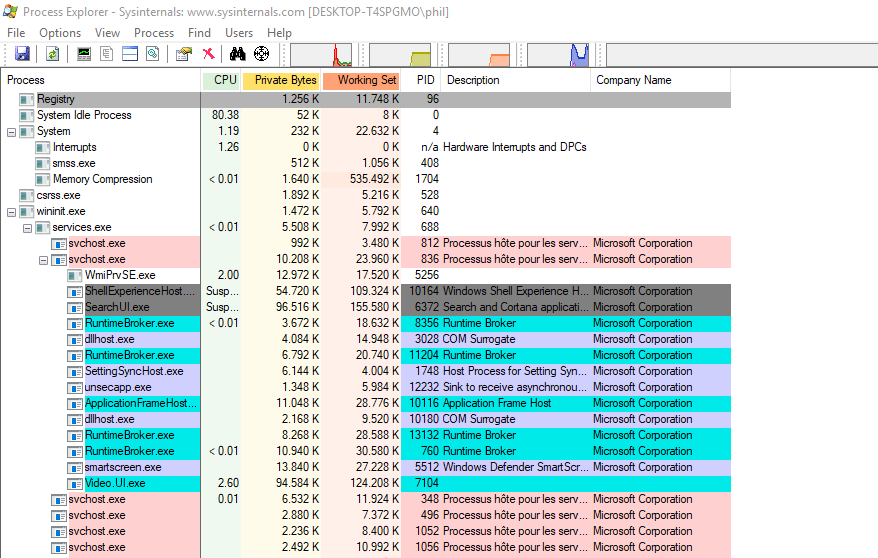 Process Explorer - Sysinternals: www.sysinternals.com [DESKTOP-T4SPGMO\phil]
File Options View Process Find Users Help
Process CPU Private Bytes Working Set PID Description Company Name
Registry 1.256 K 11.748 K 96
System Idle Process 80.38 52 K 8 K 0
System 1.19 232 K 22.632 K 4
Interrupts 1.26 0 K 0 K n/a Hardware Interrupts and DPCs
smss.exe 512 K 1.056 K 408
Memory Compression < 0.01 1.640 K 535.492 K 1704
csrss.exe 1.892 K 5.216 K 528
wininit.exe 1.472 K 5.792 K 640
services.exe < 0.01 5.508 K 7.992 K 688
svchost.exe 992 K 3.480 K 812 Processus hôte pour les serv... Microsoft Corporation
svchost.exe 10.208 K 23.960 K 836 Processus hôte pour les serv... Microsoft Corporation
WmiPrvSE.exe 2.00 12.972 K 17.520 K 5256
ShellExperienceHost.... Susp... 54.720 K 109.324 K 10164 Windows Shell Experience H... Microsoft Corporation
SearchUI.exe Susp... 96.516 K 155.580 K 6372 Search and Cortana applicati... Microsoft Corporation
RuntimeBroker.exe < 0.01 3.672 K 18.632 K 8356 Runtime Broker Microsoft Corporation
dllhost.exe 4.084 K 14.948 K 3028 COM Surrogate Microsoft Corporation
RuntimeBroker.exe 6.792 K 20.740 K 11204 Runtime Broker Microsoft Corporation
SettingSyncHost.exe 6.144 K 4.004 K 1748 Host Process for Setting Syn... Microsoft Corporation
unsecapp.exe 1.348 K 5.984 K 12232 Sink to receive asynchronou... Microsoft Corporation
ApplicationFrameHost... 11.048 K 28.776 K 10116 Application Frame Host Microsoft Corporation
dllhost.exe 2.168 K 9.520 K 10180 COM Surrogate Microsoft Corporation
RuntimeBroker.exe 8.268 K 28.588 K 13132 Runtime Broker Microsoft Corporation
RuntimeBroker.exe < 0.01 10.940 K 30.580 K 760 Runtime Broker Microsoft Corporation
smartscreen.exe 13.840 K 27.228 K 5512 Windows Defender SmartScr... Microsoft Corporation
Video.UI.exe 2.60 94.584 K 124.208 K 7104
svchost.exe 0.01 6.532 K 11.924 K 348 Processus hôte pour les serv... Microsoft Corporation
svchost.exe 2.880 K 7.372 K 496 Processus hôte pour les serv... Microsoft Corporation
svchost.exe 2.236 K 8.400 K 1052 Processus hôte pour les serv... Microsoft Corporation
svchost.exe 2.492 K 10.992 K 1056 Processus hôte pour les serv... Microsoft Corporation